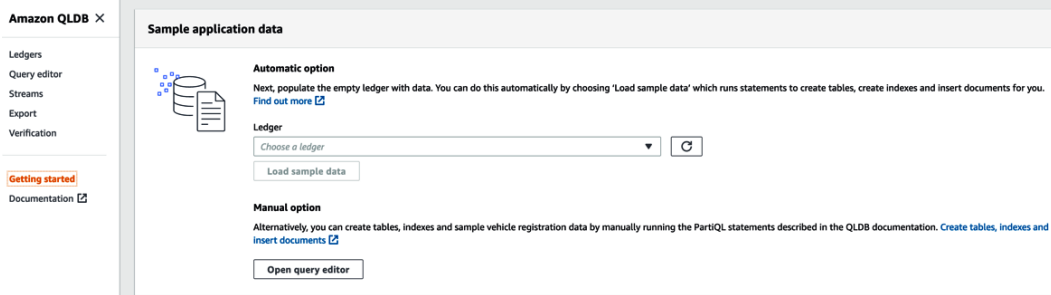 Amazon QLDB
Ledgers
Query editor
Streams
Export
Verification
Getting started
Documentation
Sample application data
Automatic option
Next, populate the empty ledger with data. You can do this automatically by choosing 'Load sample data' which runs statements to create tables, create indexes and insert documents for you.
Find out more
Ledger
Choose a ledger
Load sample data
Manual option
Alternatively, you can create tables, indexes and sample vehicle registration data by manually running the PartiQL statements described in the QLDB documentation. Create tables, indexes and
insert documents
Open query editor